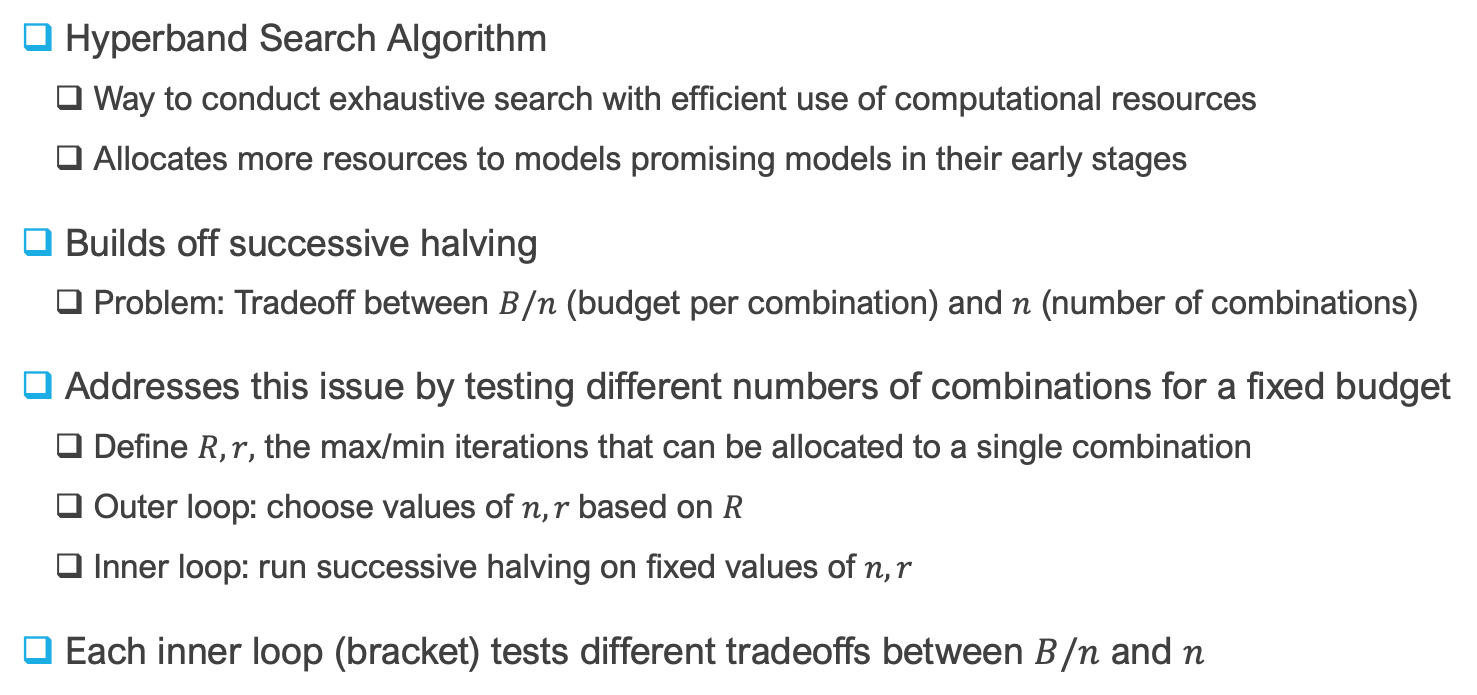 Hyperband Search Algorithm
Way to conduct exhaustive search with efficient use of computational resources
Allocates more resources to models promising models in their early stages
Builds off successive halving
Problem: Tradeoff between B/n (budget per combination) and n (number of combinations)
Addresses this issue by testing different numbers of combinations for a fixed budget
Define R, r, the max/min iterations that can be allocated to a single combination
Outer loop: choose values of n, r based on R
Inner loop: run successive halving on fixed values of n, r
Each inner loop (bracket) tests different tradeoffs between B/n and n